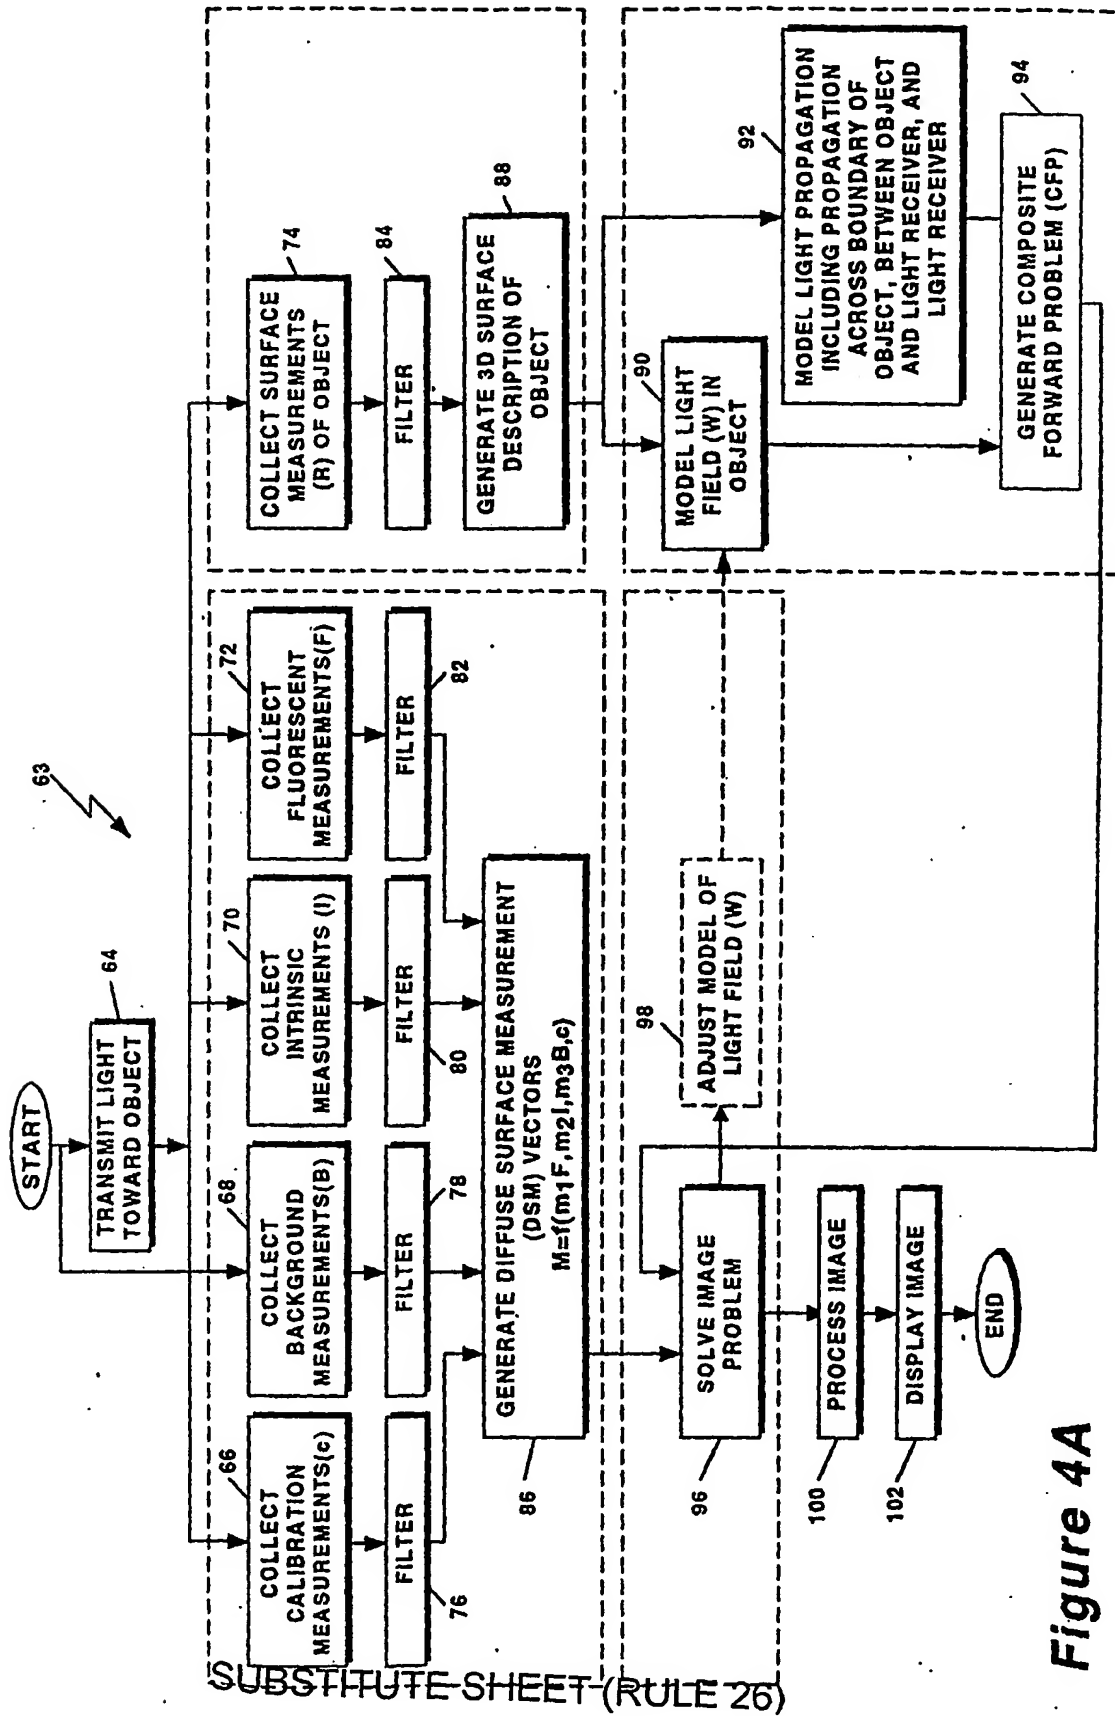 63
START
64
TRANSMIT LIGHT
TOWARD OBJECT
66
COLLECT
CALIBRATION
MEASUREMENTS(c)
68
COLLECT
BACKGROUND
MEASUREMENTS(B)
70
COLLECT
INTRINSIC
MEASUREMENTS (I)
72
COLLECT
FLUORESCENT
MEASUREMENTS(F)
74
COLLECT SURFACE
MEASUREMENTS
(R) OF OBJECT
FILTER
76
FILTER
78
FILTER
80
FILTER
82
FILTER
84
86
GENERATE DIFFUSE SURFACE MEASUREMENT
(DSM) VECTORS
M=f(m1F,m2I,m3B,c)
GENERATE 3D SURFACE
DESCRIPTION OF
OBJECT
88
90
MODEL LIGHT
FIELD (W) IN
OBJECT
92
MODEL LIGHT PROPAGATION
INCLUDING PROPAGATION
ACROSS BOUNDARY OF
OBJECT, BETWEEN OBJECT
AND LIGHT RECEIVER, AND
LIGHT RECEIVER
94
GENERATE COMPOSITE
FORWARD PROBLEM (CFP)
96
SOLVE IMAGE
PROBLEM
98
ADJUST MODEL OF
LIGHT FIELD (W)
100
PROCESS IMAGE
102
DISPLAY IMAGE
END
Figure 4A
SUBSTITUTE SHEET (RULE 26)